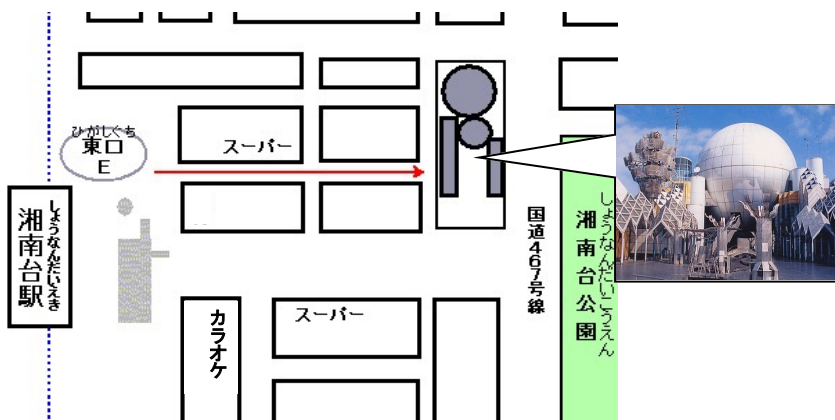 ひがしぐち
東口
E
スーパー
しょうなんだいえき
湘南台駅
カラオケ
スーパー
国道467号線
湘南台公園
しょうなんだいこうえん